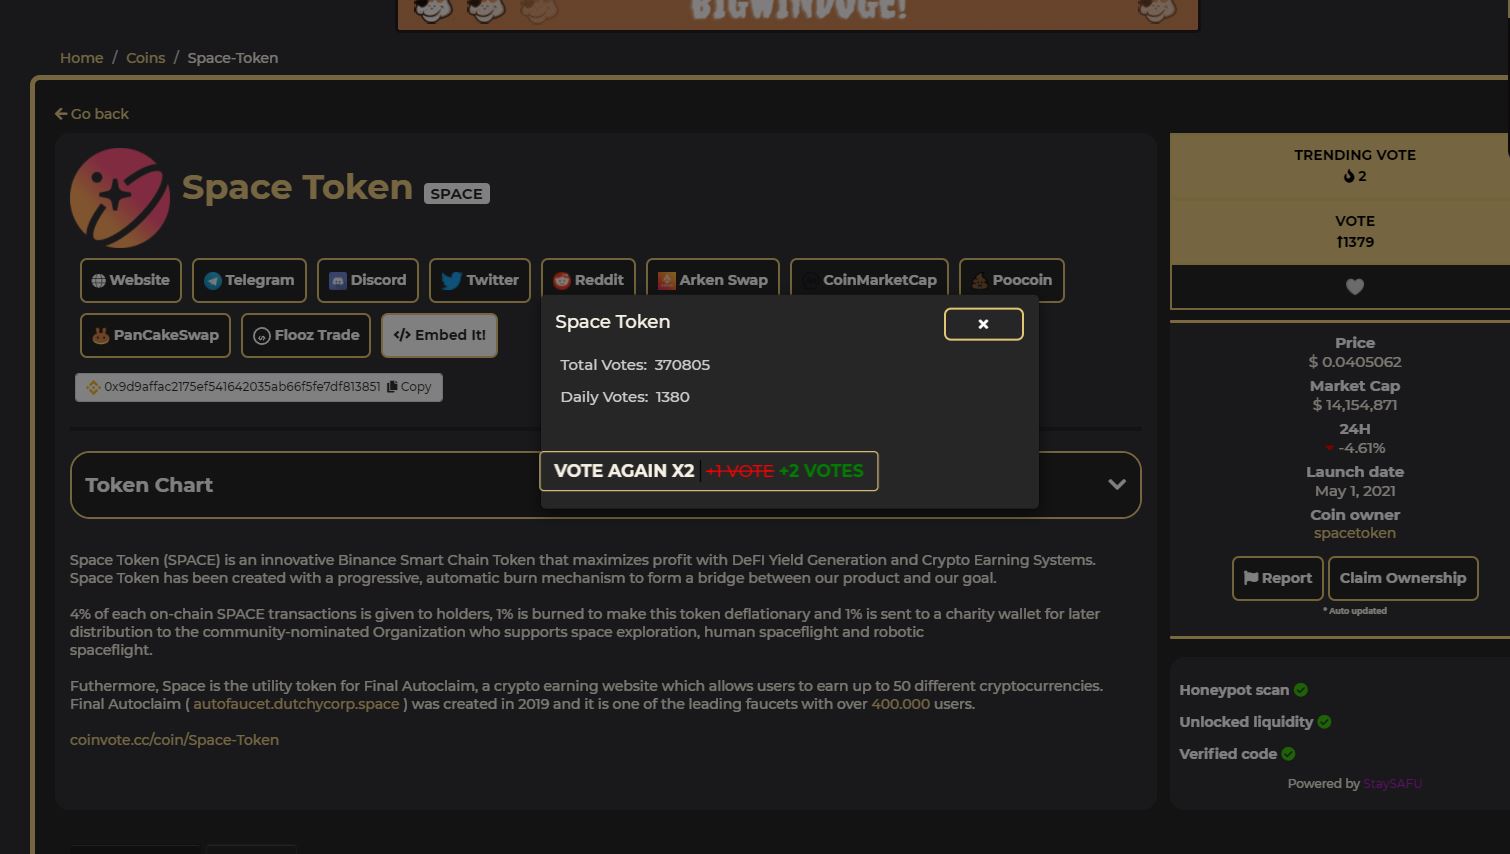 BIGWINDOGE!
Home / Coins / Space-Token
Go back
Space Token SPACE
Website Telegram Discord Twitter Reddit Arken Swap CoinMarketCap Poocoin
PanCakeSwap Flooz Trade </> Embed It!
0x9d9affac2175ef541642035ab66f5fe7df813851 Copy
Token Chart
Space Token
×
Total Votes: 370805
Daily Votes: 1380
VOTE AGAIN X2 +1 VOTE +2 VOTES
Space Token (SPACE) is an innovative Binance Smart Chain Token that maximizes profit with DeFI Yield Generation and Crypto Earning Systems.
Space Token has been created with a progressive, automatic burn mechanism to form a bridge between our product and our goal.
4% of each on-chain SPACE transactions is given to holders, 1% is burned to make this token deflationary and 1% is sent to a charity wallet for later
distribution to the community-nominated Organization who supports space exploration, human spaceflight and robotic
spaceflight.
Futhermore, Space is the utility token for Final Autoclaim, a crypto earning website which allows users to earn up to 50 different cryptocurrencies.
Final Autoclaim ( autofaucet.dutchycorp.space ) was created in 2019 and it is one of the leading faucets with over 400.000 users.
coinvote.cc/coin/Space-Token
TRENDING VOTE
2
VOTE
↑1379
Price
$ 0.0405062
Market Cap
$ 14,154,871
24H
-4.61%
Launch date
May 1, 2021
Coin owner
spacetoken
Report Claim Ownership
* Auto updated
Honeypot scan
Unlocked liquidity
Verified code
Powered by StaySAFU